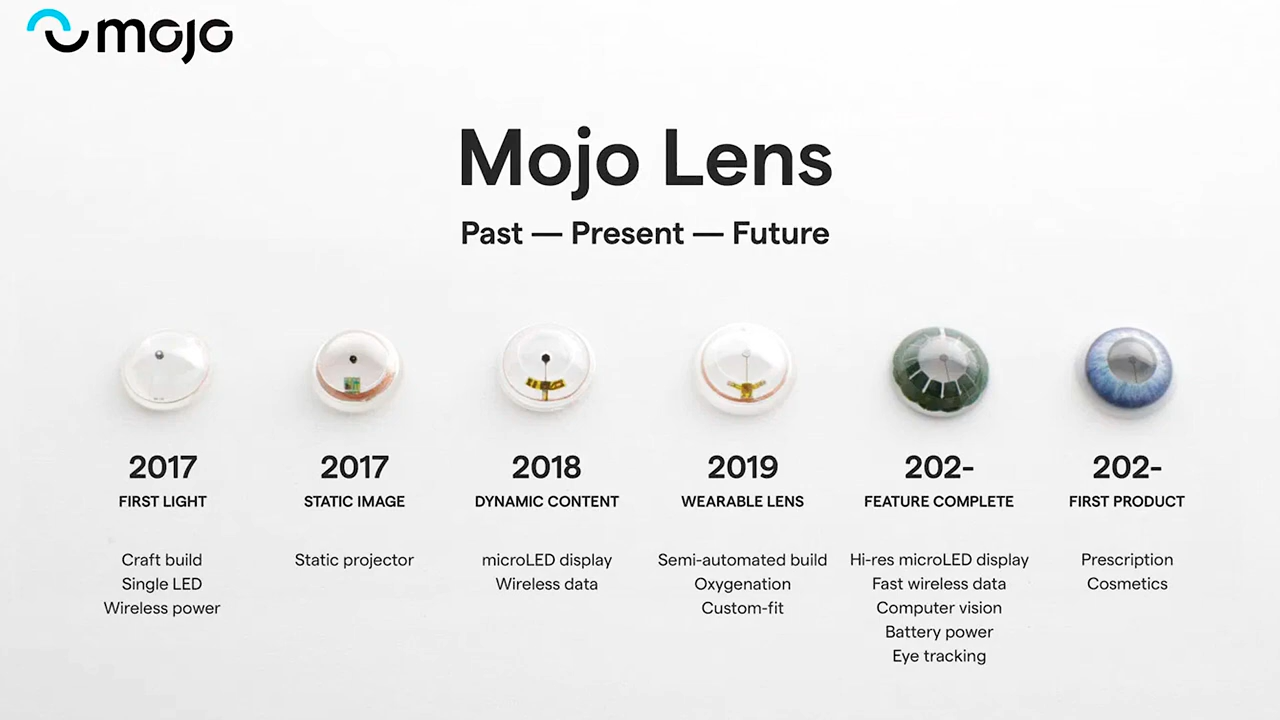 mojo
Mojo Lens
Past — Present — Future
2017
FIRST LIGHT
Craft build
Single LED
Wireless power
2017
STATIC IMAGE
Static projector
2018
DYNAMIC CONTENT
microLED display
Wireless data
2019
WEARABLE LENS
Semi-automated build
Oxygenation
Custom-fit
202-
FEATURE COMPLETE
Hi-res microLED display
Fast wireless data
Computer vision
Battery power
Eye tracking
202-
FIRST PRODUCT
Prescription
Cosmetics